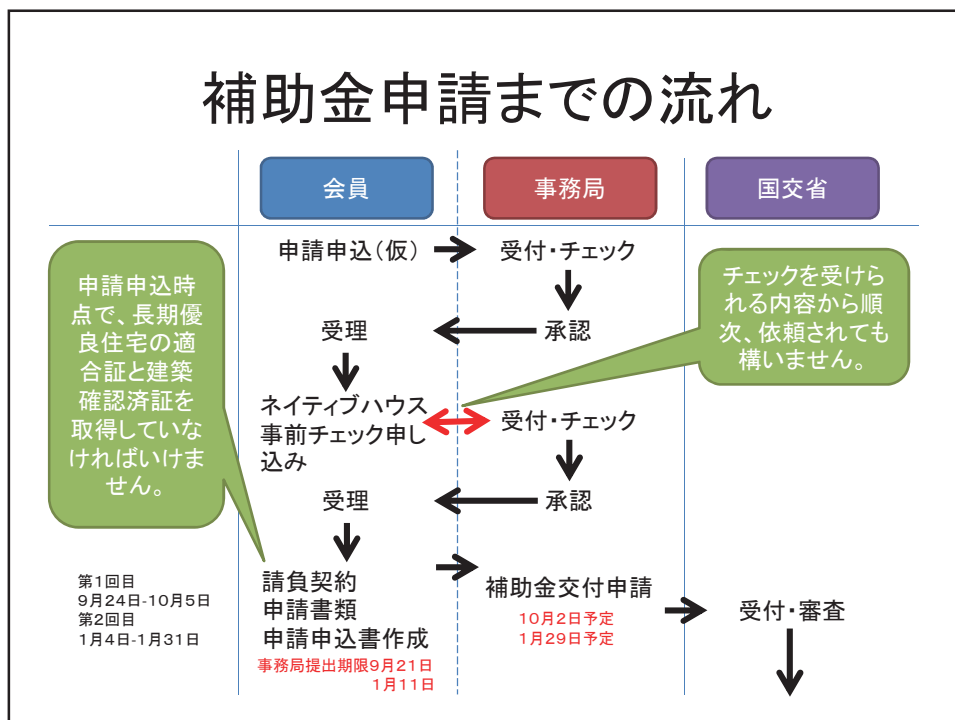 補助金申請までの流れ
会員
事務局
国交省
申請申込(仮)
受付・チェック
申請申込時
点で、長期優
良住宅の適
合証と建築
確認済証を
取得していな
ければいけま
せん。
チェックを受けら
れる内容から順
次、依頼されても
構いません。
受理
承認
ネイティブハウス
事前チェック申し
込み
受付・チェック
受理
承認
第1回目
9月24日-10月5日
第2回目
1月4日-1月31日
請負契約
申請書類
申請申込書作成
事務局提出期限9月21日
1月11日
補助金交付申請
10月2日予定
1月29日予定
受付・審査